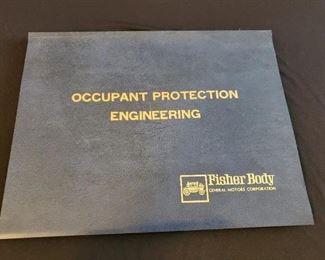 OCCUPANT PROTECTION
ENGINEERING
Fisher Body
GENERAL MOTORS CORPORATION